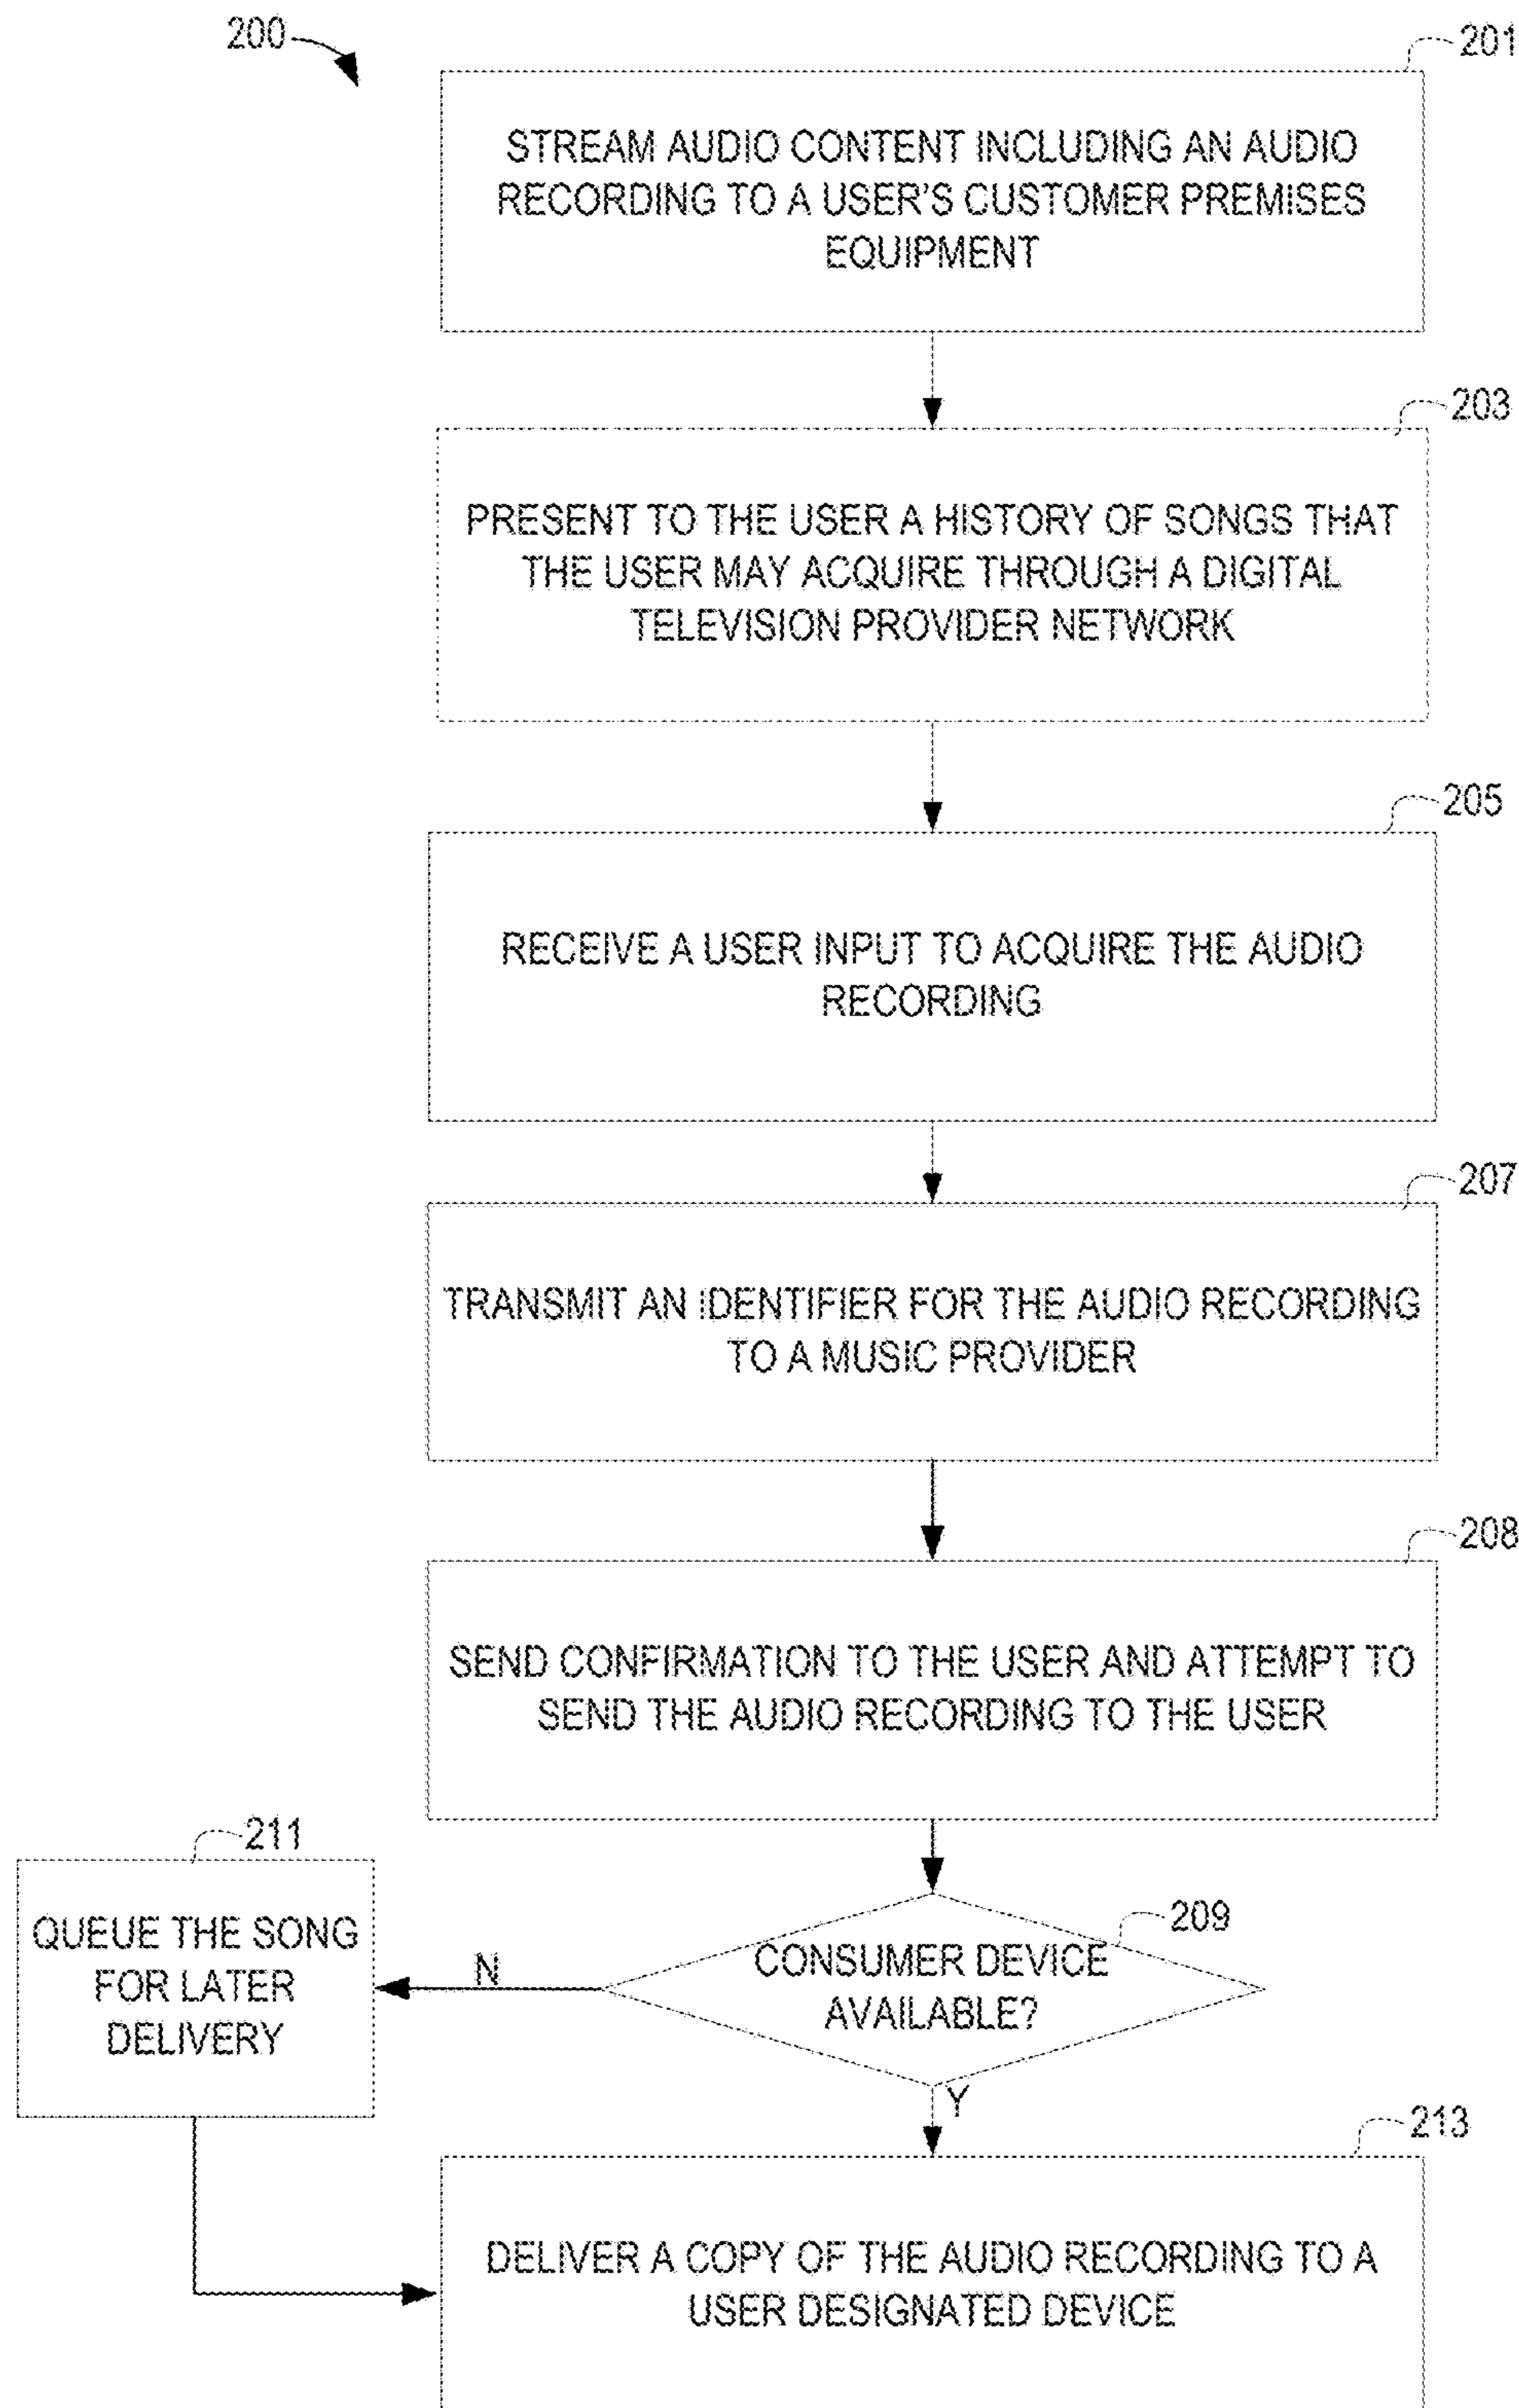 200
201
STREAM AUDIO CONTENT INCLUDING AN AUDIO
RECORDING TO A USER'S CUSTOMER PREMISES
EQUIPMENT
203
PRESENT TO THE USER A HISTORY OF SONGS THAT
THE USER MAY ACQUIRE THROUGH A DIGITAL
TELEVISION PROVIDER NETWORK
205
RECEIVE A USER INPUT TO ACQUIRE THE AUDIO
RECORDING
207
TRANSMIT AN IDENTIFIER FOR THE AUDIO RECORDING
TO A MUSIC PROVIDER
208
SEND CONFIRMATION TO THE USER AND ATTEMPT TO
SEND THE AUDIO RECORDING TO THE USER
209
CONSUMER DEVICE
AVAILABLE?
N
211
QUEUE THE SONG
FOR LATER
DELIVERY
Y
213
DELIVER A COPY OF THE AUDIO RECORDING TO A
USER DESIGNATED DEVICE